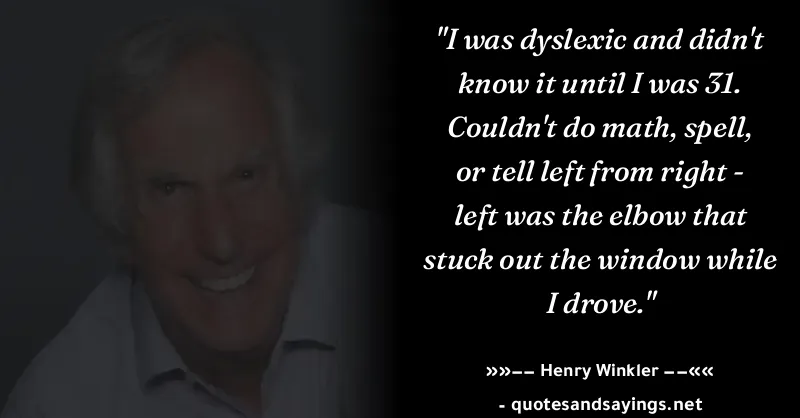 "I was dyslexic and didn't
know it until I was 31.
Couldn't do math, spell,
or tell left from right -
left was the elbow that
stuck out the window while
I drove."
»»−− Henry Winkler −−««
- quotesandsayings.net